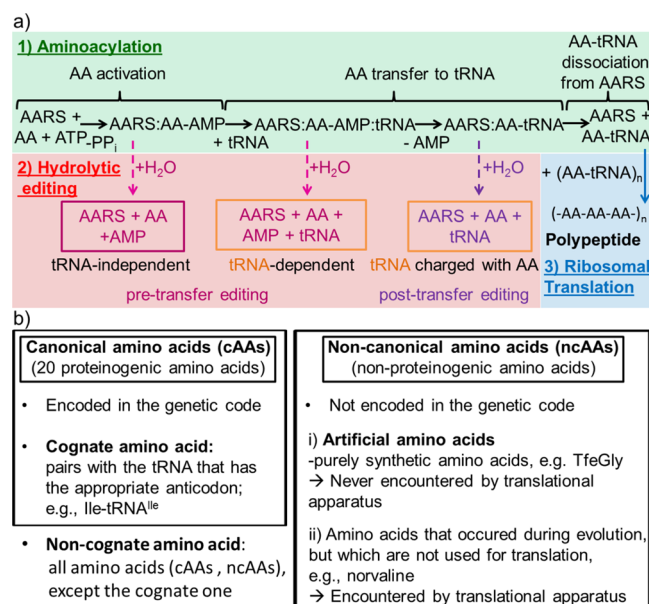 a)
1) Aminoacylation
AA activation
AA transfer to tRNA
AA-tRNA
dissociation
from AARS
AARS +
AA + ATP
-PPi
AARS:AA-AMP
+ tRNA
AARS:AA-AMP:tRNA
- AMP
AARS:AA-tRNA
AARS +
AA-tRNA
2) Hydrolytic
editing
+H₂O
+H₂O
+H₂O
AARS + AA
+AMP
AARS + AA +
AMP + tRNA
AARS + AA +
tRNA
tRNA-independent
tRNA-dependent
tRNA charged with AA
pre-transfer editing
post-transfer editing
+ (AA-tRNA)n
(-AA-AA-AA-)n
Polypeptide
3) Ribosomal
Translation
b)
Canonical amino acids (cAAs)
(20 proteinogenic amino acids)
• Encoded in the genetic code
• Cognate amino acid:
pairs with the tRNA that has
the appropriate anticodon;
e.g., Ile-tRNAIle
• Non-cognate amino acid:
all amino acids (cAAs , ncAAs),
except the cognate one
Non-canonical amino acids (ncAAs)
(non-proteinogenic amino acids)
• Not encoded in the genetic code
i) Artificial amino acids
-purely synthetic amino acids, e.g. TfeGly
→ Never encountered by translational
apparatus
ii) Amino acids that occured during evolution,
but which are not used for translation,
e.g., norvaline
→ Encountered by translational apparatus